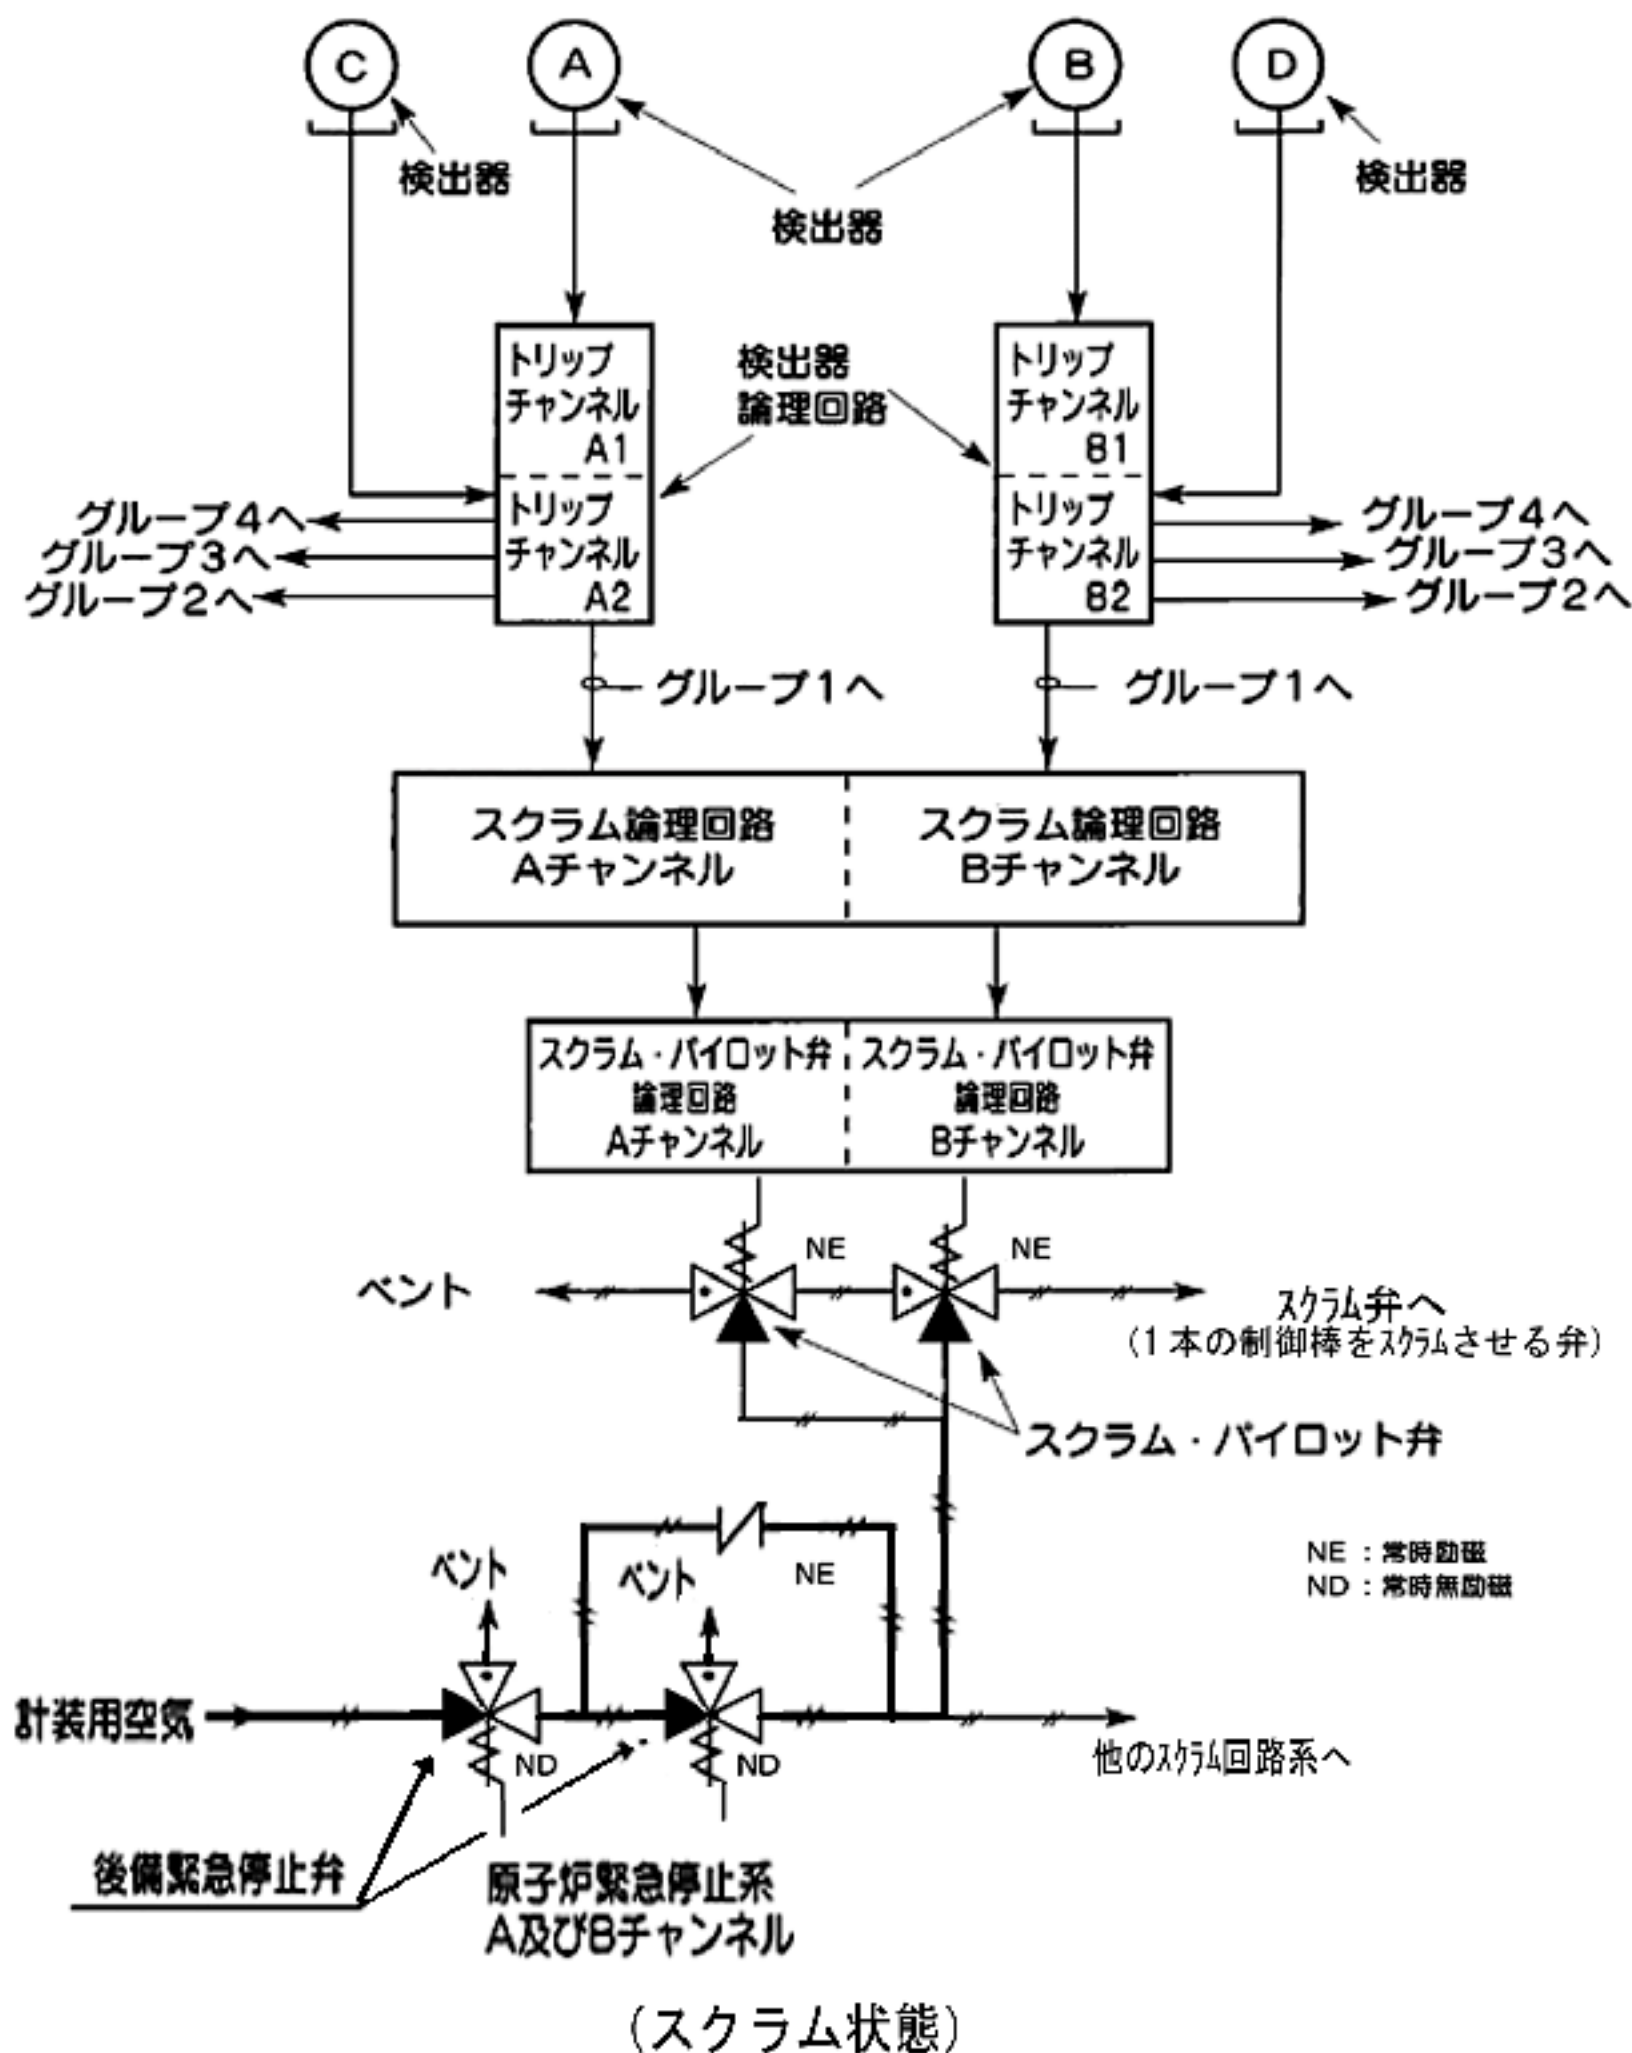 C
A
B
D
検出器
検出器
検出器
トリップ
チャンネル
A1
検出器
論理回路
トリップ
チャンネル
B1
トリップ
チャンネル
A2
トリップ
チャンネル
B2
グループ4へ
グループ3へ
グループ2へ
グループ4へ
グループ3へ
グループ2へ
グループ1へ
グループ1へ
スクラム論理回路
Aチャンネル
スクラム論理回路
Bチャンネル
スクラム・パイロット弁
論理回路
Aチャンネル
スクラム・パイロット弁
論理回路
Bチャンネル
NE
NE
ベント
スクラム弁へ
(1本の制御棒をスクラムさせる弁)
スクラム・パイロット弁
ベント
ベント
NE
NE:常時励磁
ND:常時無励磁
計装用空気
ND
ND
他のスクラム回路系へ
後備緊急停止弁
原子炉緊急停止系
A及びBチャンネル
(スクラム状態)